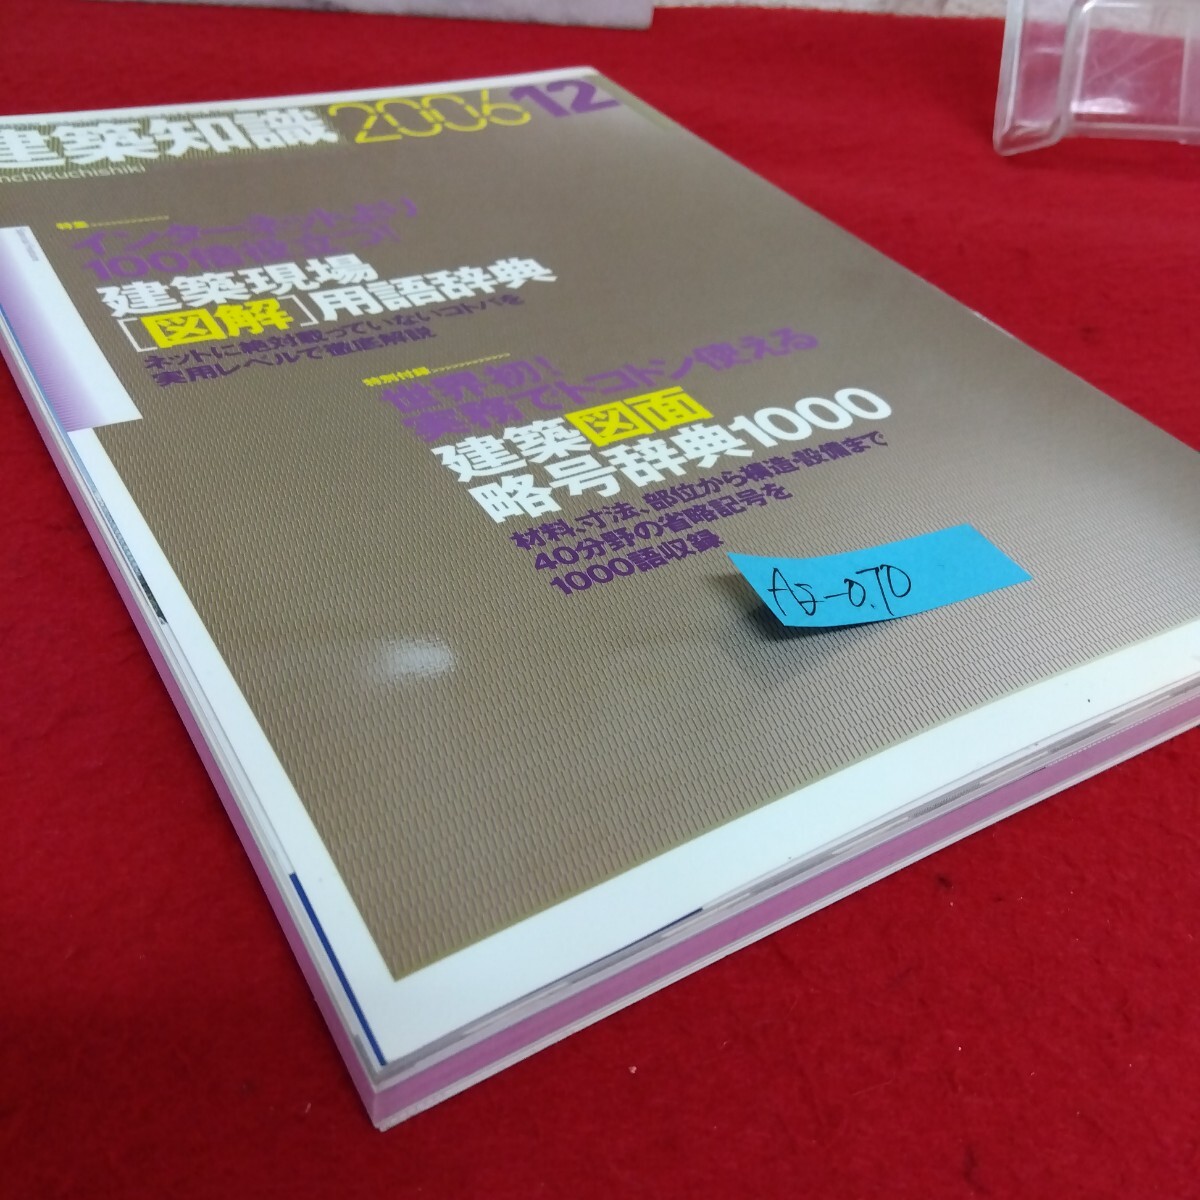 建築知識 2006 12
nchikuchishiki
特集
インターネットより
100倍役立つ!
建築現場
[図解]用語辞典
ネットに絶対載っていないコトバを
実用レベルで徹底解説
特別付録
世界初!
実務でトコトン使える
建築図面
略号辞典1000
材料、寸法、部位から構造・設備まで
40分野の省略記号を
1000語収録
A2-0.70